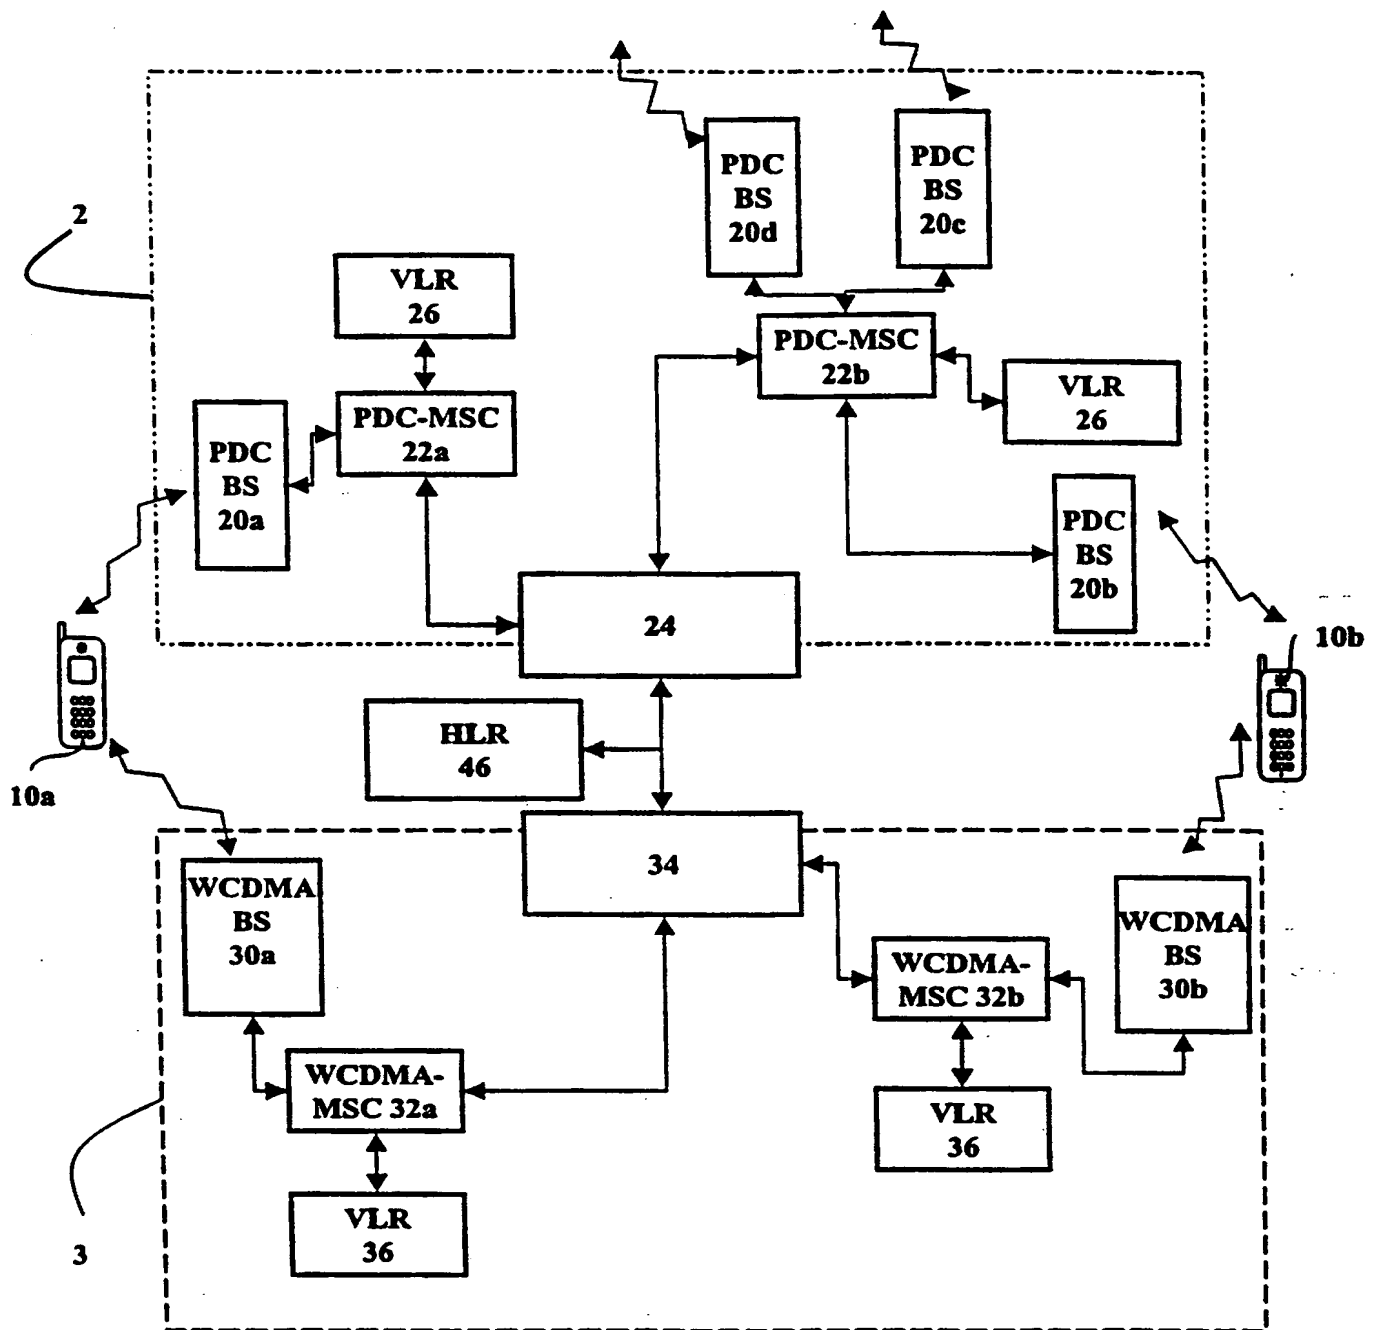 PDC
BS
20d
PDC
BS
20c
2
VLR
26
PDC-MSC
22b
VLR
26
PDC-MSC
22a
PDC
BS
20a
PDC
BS
20b
24
10b
HLR
46
10a
34
WCDMA
BS
30a
WCDMA
BS
30b
WCDMA-
MSC 32b
WCDMA-
MSC 32a
VLR
36
VLR
36
3